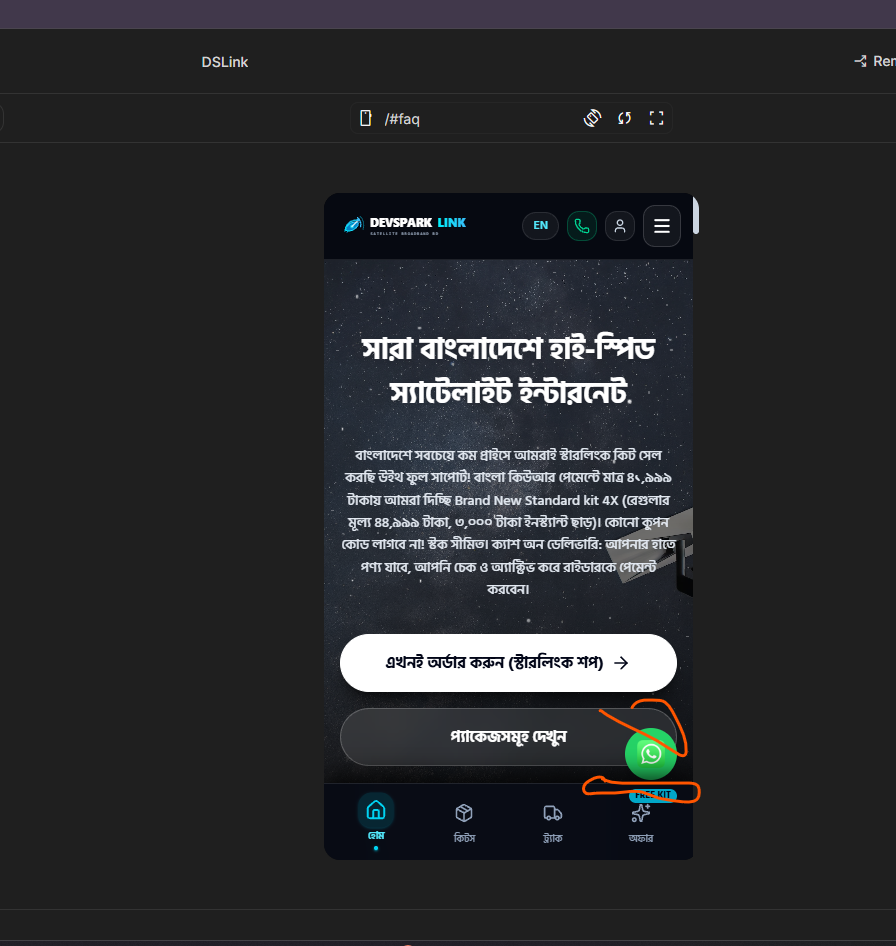 DSLink
Rem
/#faq
DEVSPARK LINK
SATELLITE BROADBAND BD
EN
সারা বাংলাদেশে হাই-স্পিড
স্যাটেলাইট ইন্টারনেট.
বাংলাদেশে সবচেয়ে কম প্রাইসে আমরাই স্টারলিংক কিট সেল
করছি উইথ ফুল সাপোর্ট! বাংলা কিউআর পেমেন্টে মাত্র ৪১,৯৯৯
টাকায় আমরা দিচ্ছি Brand New Standard kit 4X (রেগুলার
মূল্য ৪৪,৯৯৯ টাকা, ৩,০০০ টাকা ইনস্ট্যান্ট ছাড়)। কোনো কুপন
কোড লাগবে না! স্টক সীমিত। ক্যাশ অন ডেলিভারি: আপনার হাতে
পণ্য যাবে, আপনি চেক ও অ্যাক্টিভ করে রাইডারকে পেমেন্ট
করবেন।
এখনই অর্ডার করুন (স্টারলিংক শপ) →
প্যাকেজসমূহ দেখুন
FREE KIT
হোম
কিটস
ট্র্যাক
অফার